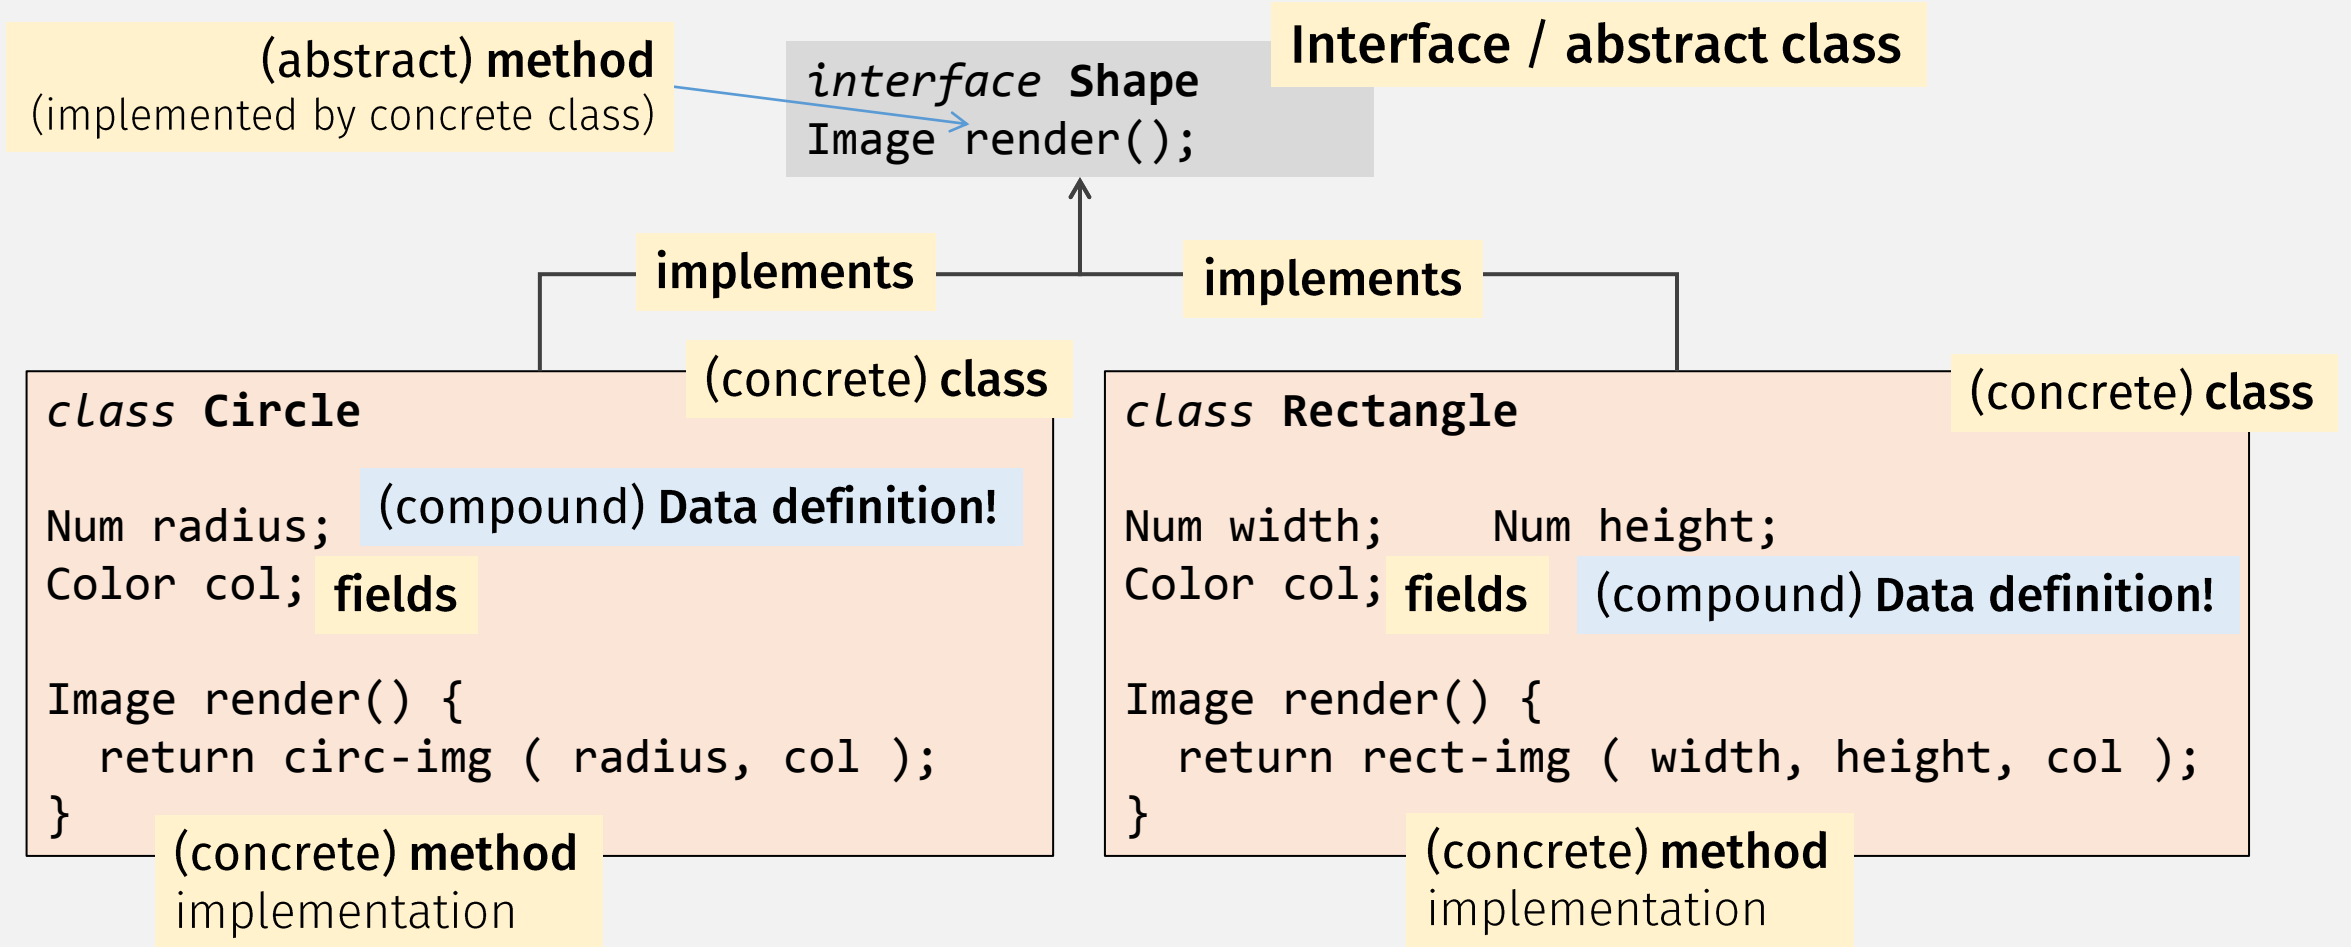 (abstract) method
(implemented by concrete class)
Interface / abstract class
interface Shape
Image render();
implements
implements
(concrete) class
class Circle
(compound) Data definition!
Num radius;
Color col;
fields
Image render() {
return circ-img ( radius, col );
}
(concrete) method
implementation
(concrete) class
class Rectangle
Num width; Num height;
Color col;
fields
(compound) Data definition!
Image render() {
return rect-img ( width, height, col );
}
(concrete) method
implementation